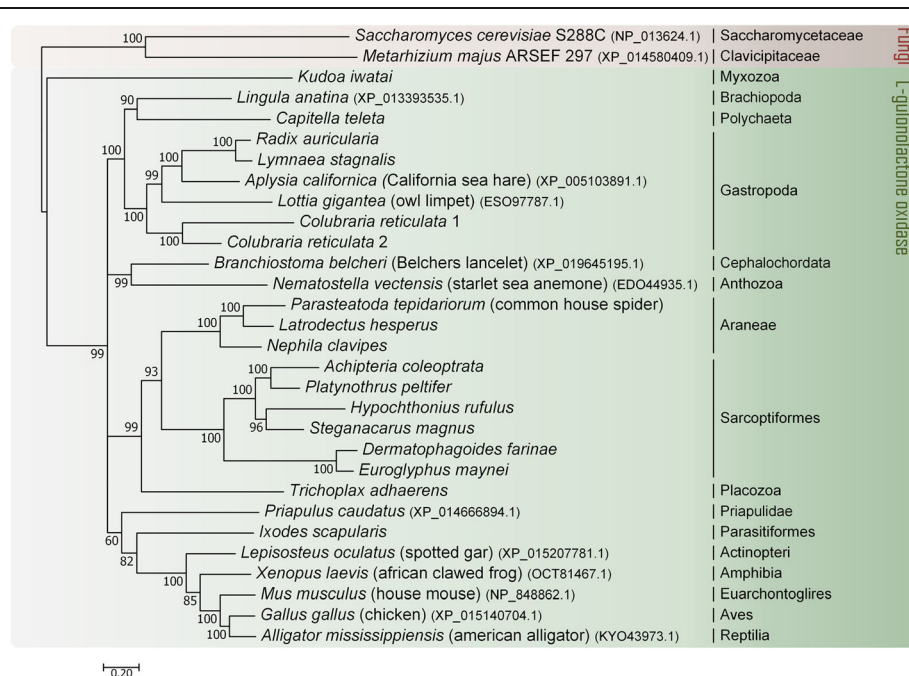 Saccharomyces cerevisiae S288C (NP_013624.1) | Saccharomycetaceae
100
Metarhizium majus ARSEF 297 (XP_014580409.1) | Clavicipitaceae
Fungi
Kudoa iwatai | Myxozoa
L-gulonolactone oxidase
90
Lingula anatina (XP_013393535.1) | Brachiopoda
Capitella teleta | Polychaeta
100
Radix auricularia
100
100
Lymnaea stagnalis
99
Aplysia californica (California sea hare) (XP_005103891.1)
Gastropoda
Lottia gigantea (owl limpet) (ESO97787.1)
100
Colubraria reticulata 1
100
Colubraria reticulata 2
Branchiostoma belcheri (Belchers lancelet) (XP_019645195.1) | Cephalochordata
99
Nematostella vectensis (starlet sea anemone) (EDO44935.1) | Anthozoa
100
Parasteatoda tepidariorum (common house spider)
100
Latrodectus hesperus
Araneae
Nephila clavipes
99
93
100
Achipteria coleoptrata
100
Platynothrus peltifer
Hypochthonius rufulus
96
Steganacarus magnus
Sarcoptiformes
99
100
Dermatophagoides farinae
100
Euroglyphus maynei
Trichoplax adhaerens | Placozoa
Priapulus caudatus (XP_014666894.1) | Priapulidae
60
Ixodes scapularis | Parasitiformes
82
Lepisosteus oculatus (spotted gar) (XP_015207781.1) | Actinopteri
100
Xenopus laevis (african clawed frog) (OCT81467.1) | Amphibia
85
Mus musculus (house mouse) (NP_848862.1) | Euarchontoglires
100
Gallus gallus (chicken) (XP_015140704.1) | Aves
100
Alligator mississippiensis (american alligator) (KYO43973.1) | Reptilia
0.20